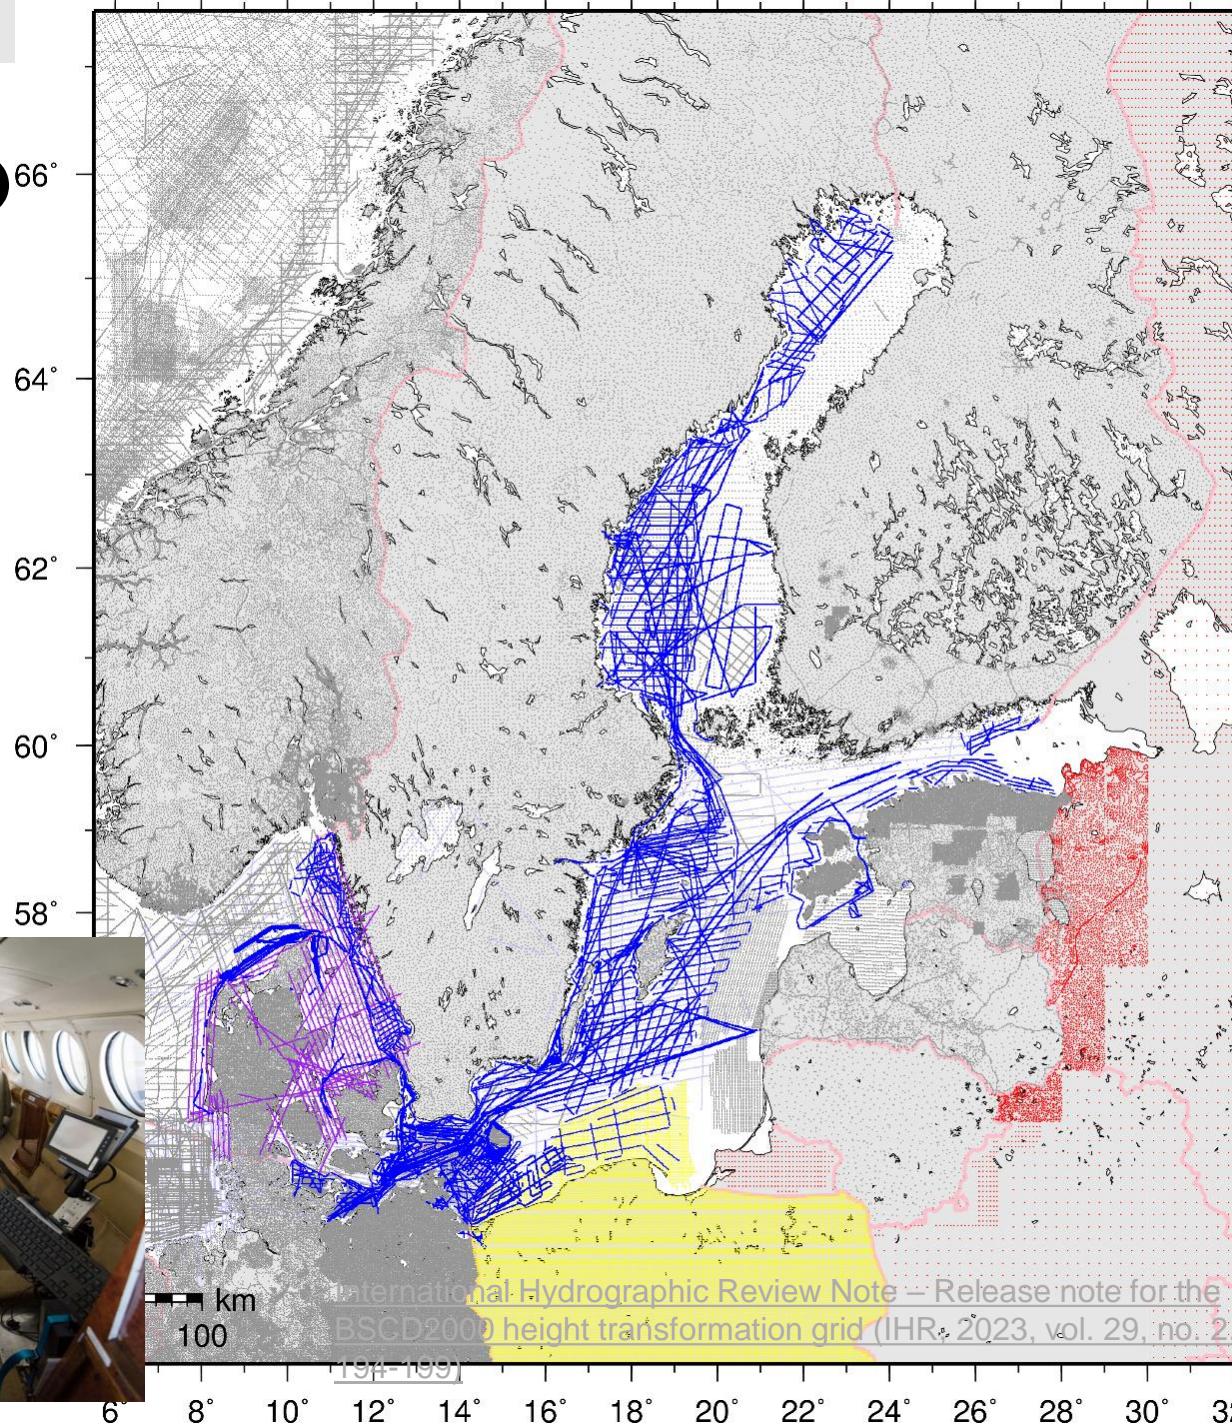 66°
64°
62°
60°
58°
km
100
International Hydrographic Review Note – Release note for the
BSCD2000 height transformation grid (IHR, 2023, vol. 29, no. 2
194-199)
6° 8° 10° 12° 14° 16° 18° 20° 22° 24° 26° 28° 30°